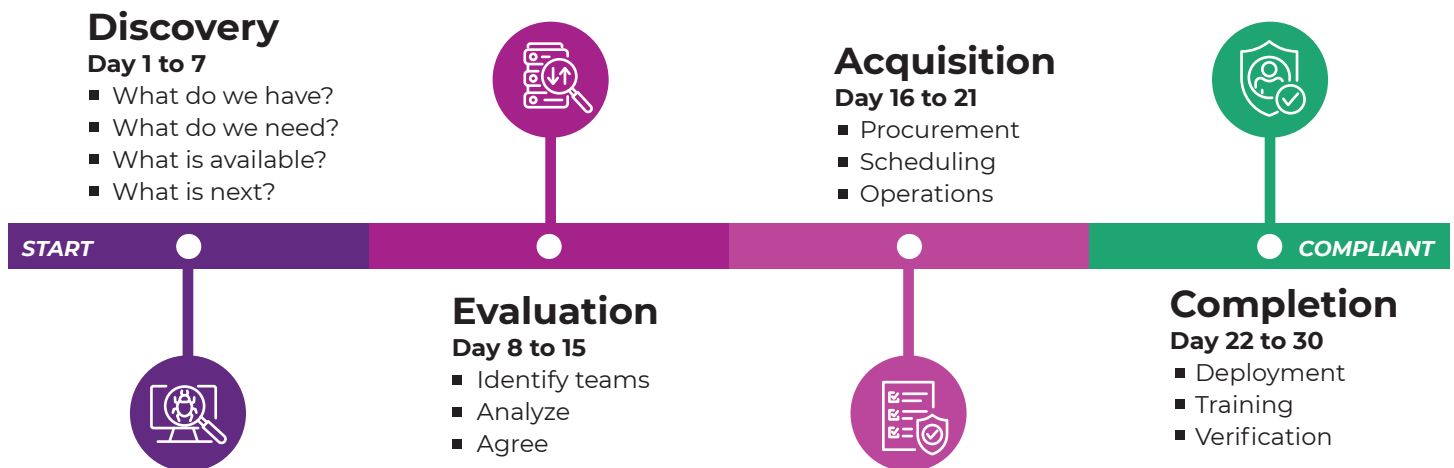 Discovery
Day 1 to 7
▪ What do we have?
▪ What do we need?
▪ What is available?
▪ What is next?
Acquisition
Day 16 to 21
▪ Procurement
▪ Scheduling
▪ Operations
START
COMPLIANT
Evaluation
Day 8 to 15
▪ Identify teams
▪ Analyze
▪ Agree
Completion
Day 22 to 30
▪ Deployment
▪ Training
▪ Verification